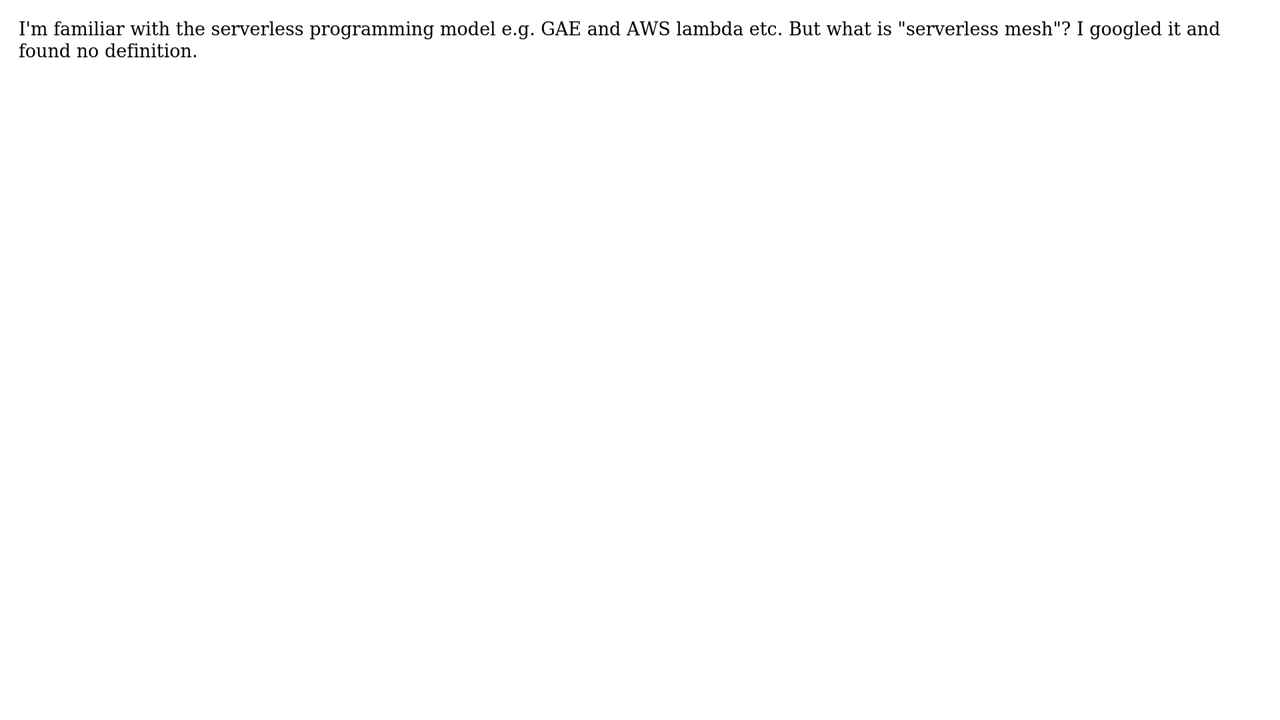 I'm familiar with the serverless programming model e.g. GAE and AWS lambda etc. But what is "serverless mesh"? I googled it and
found no definition.